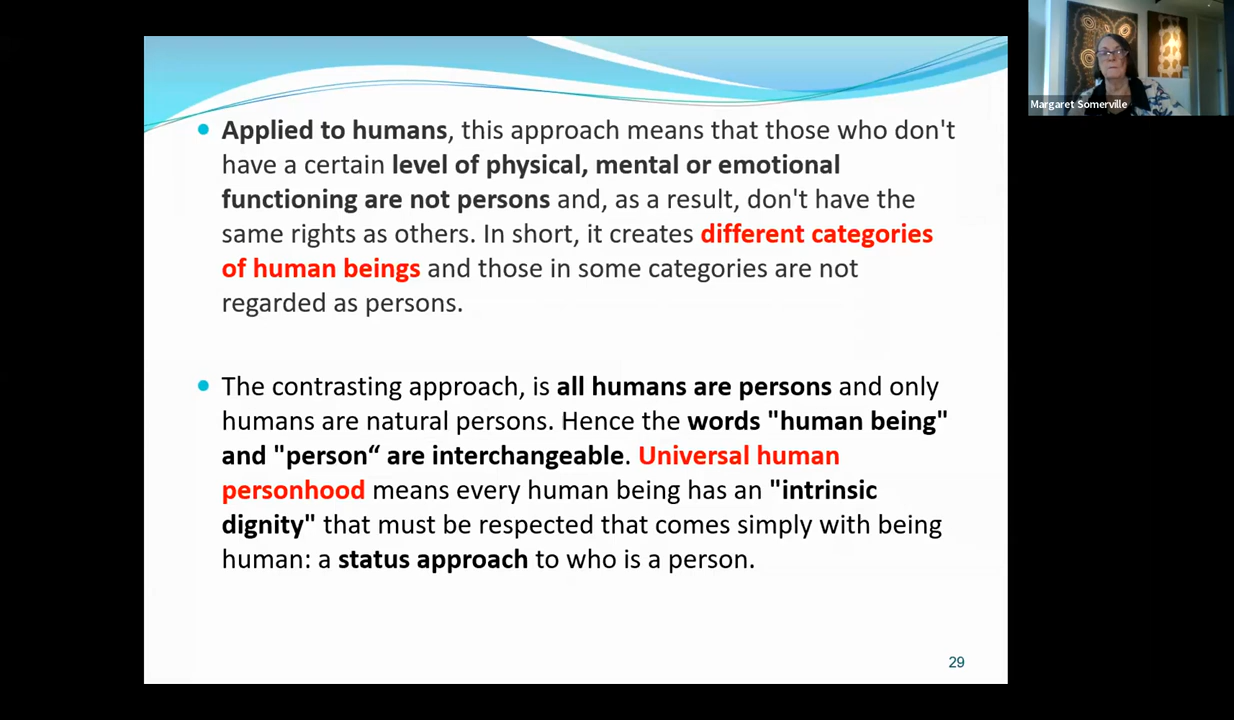 Applied to humans, this approach means that those who don't
have a certain level of physical, mental or emotional
functioning are not persons and, as a result, don't have the
same rights as others. In short, it creates different categories
of human beings and those in some categories are not
regarded as persons.
The contrasting approach, is all humans are persons and only
humans are natural persons. Hence the words "human being"
and "person“ are interchangeable. Universal human
personhood means every human being has an "intrinsic
dignity" that must be respected that comes simply with being
human: a status approach to who is a person.
29
Margaret Somerville